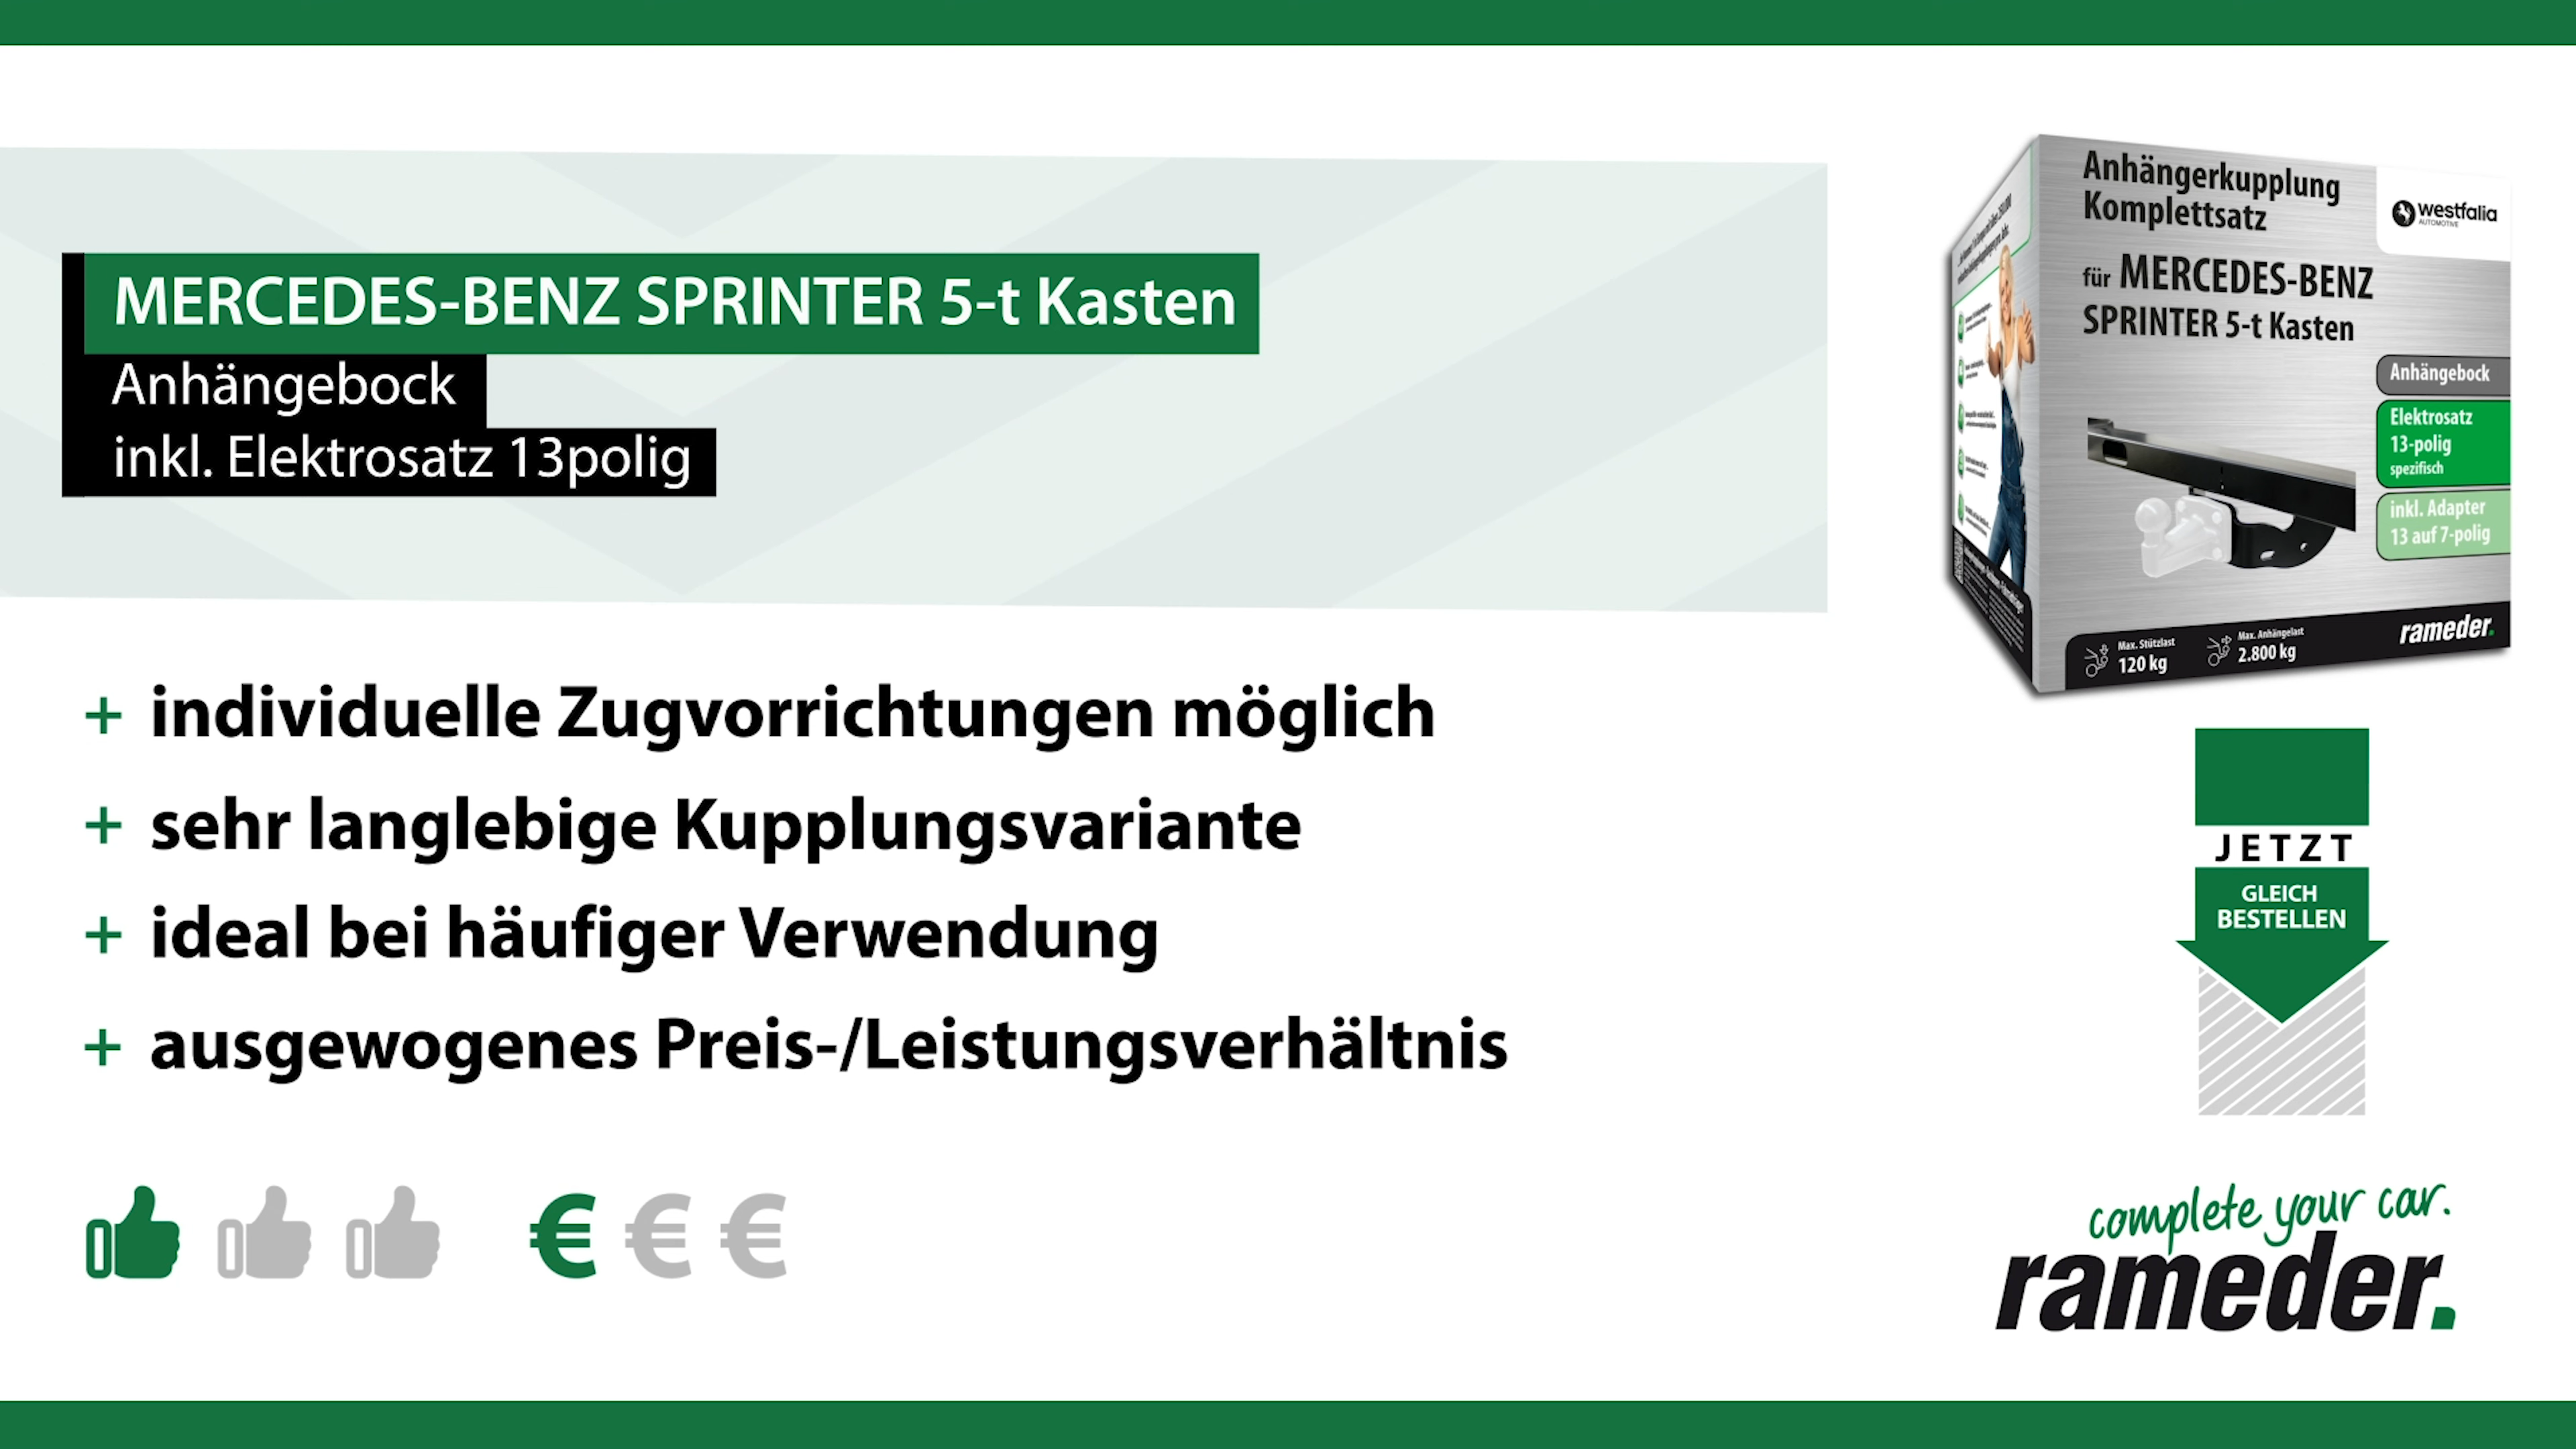 MERCEDES-BENZ SPRINTER 5-t Kasten
Anhängebock
inkl. Elektrosatz 13polig
+ individuelle Zugvorrichtungen möglich
+ sehr langlebige Kupplungsvariante
+ ideal bei häufiger Verwendung
+ ausgewogenes Preis-/Leistungsverhältnis
€ € €
Anhängerkupplung
Komplettsatz
westfalia
AUTOMOTIVE
für MERCEDES-BENZ
SPRINTER 5-t Kasten
Anhängebock
Elektrosatz
13-polig
spezifisch
inkl. Adapter
13 auf 7-polig
Max. Stützlast
120 kg
Max. Anhängelast
2.800 kg
rameder.
JETZT
GLEICH
BESTELLEN
complete your car.
rameder.